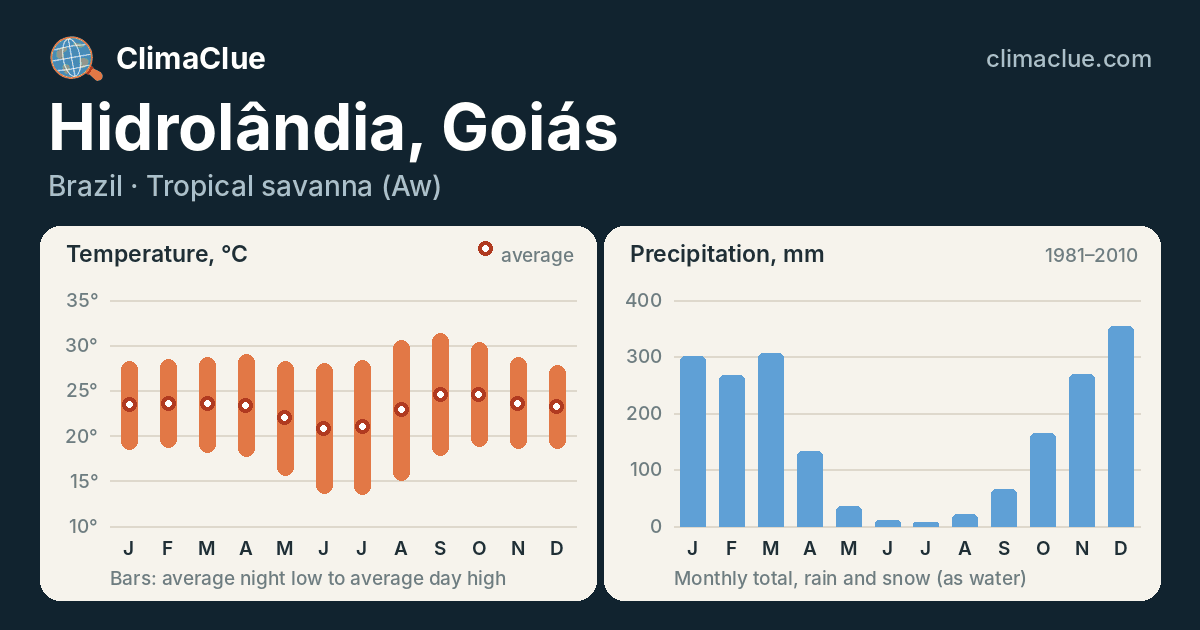 ClimaClue
climaclue.com
Hidrolândia, Goiás
Brazil · Tropical savanna (Aw)
Temperature, °C
average
35°
30°
25°
20°
15°
10°
J F M A M J J A S O N D
Bars: average night low to average day high
Precipitation, mm
1981–2010
400
300
200
100
0
J F M A M J J A S O N D
Monthly total, rain and snow (as water)